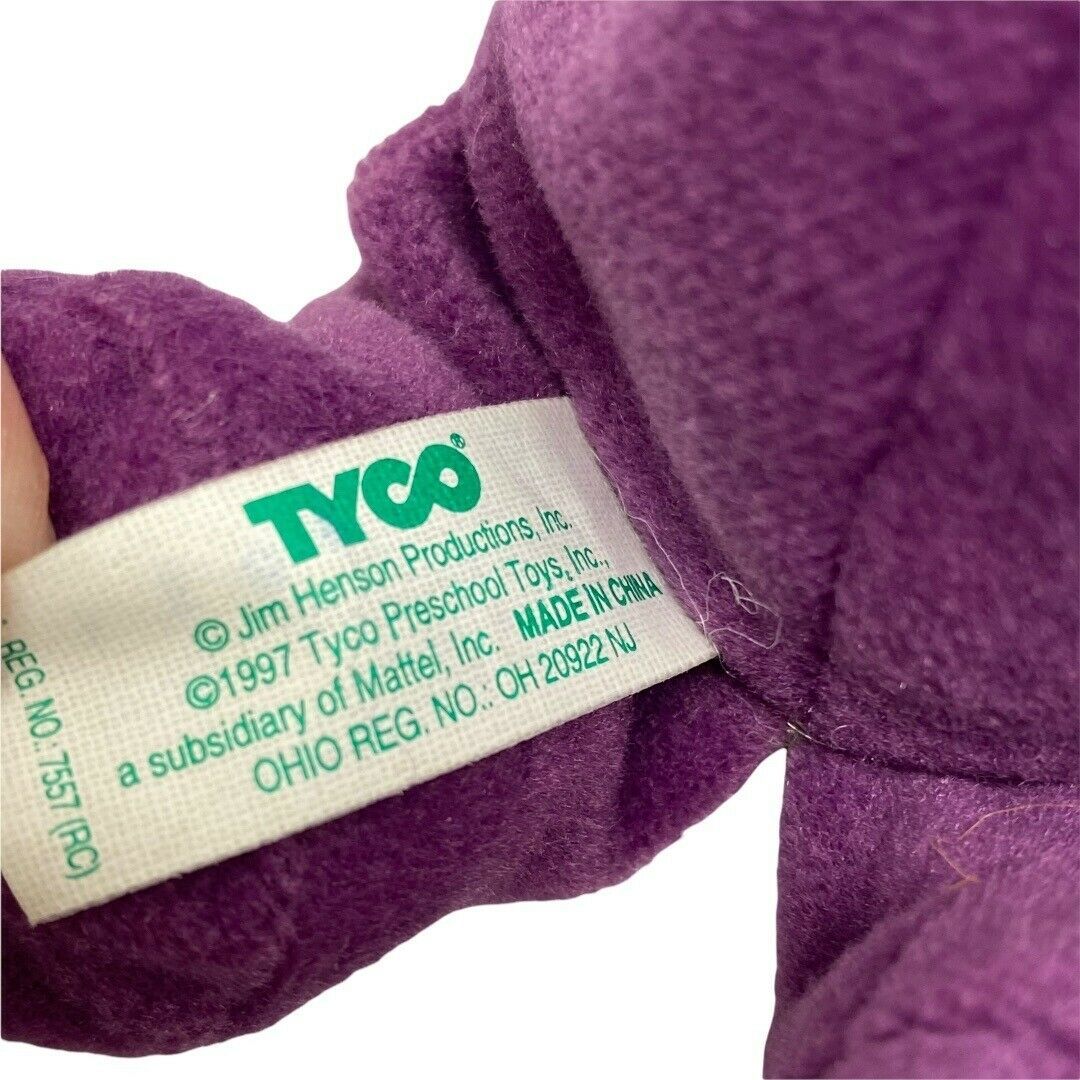 TYCO®
© Jim Henson Productions, Inc.
©1997 Tyco Preschool Toys, Inc.,
a subsidiary of Mattel, Inc. MADE IN CHINA
OHIO REG. NO.: OH 20922 NJ
REG. NO.: 7557 (RC)